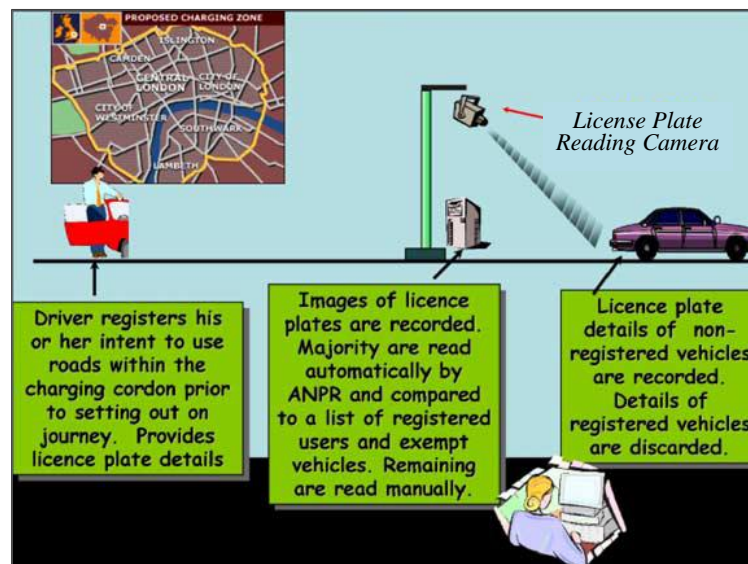 PROPOSED CHARGING ZONE
ISLINGTON
CAMDEN
CENTRAL
LONDON
CITY OF
LONDON
CITY OF
WESTMINSTER
SOUTHWARK
LAMBETH
License Plate
Reading Camera
Driver registers his
or her intent to use
roads within the
charging cordon prior
to setting out on
journey. Provides
licence plate details
Images of licence
plates are recorded.
Majority are read
automatically by
ANPR and compared
to a list of registered
users and exempt
vehicles. Remaining
are read manually.
Licence plate
details of non-
registered vehicles
are recorded.
Details of
registered vehicles
are discarded.